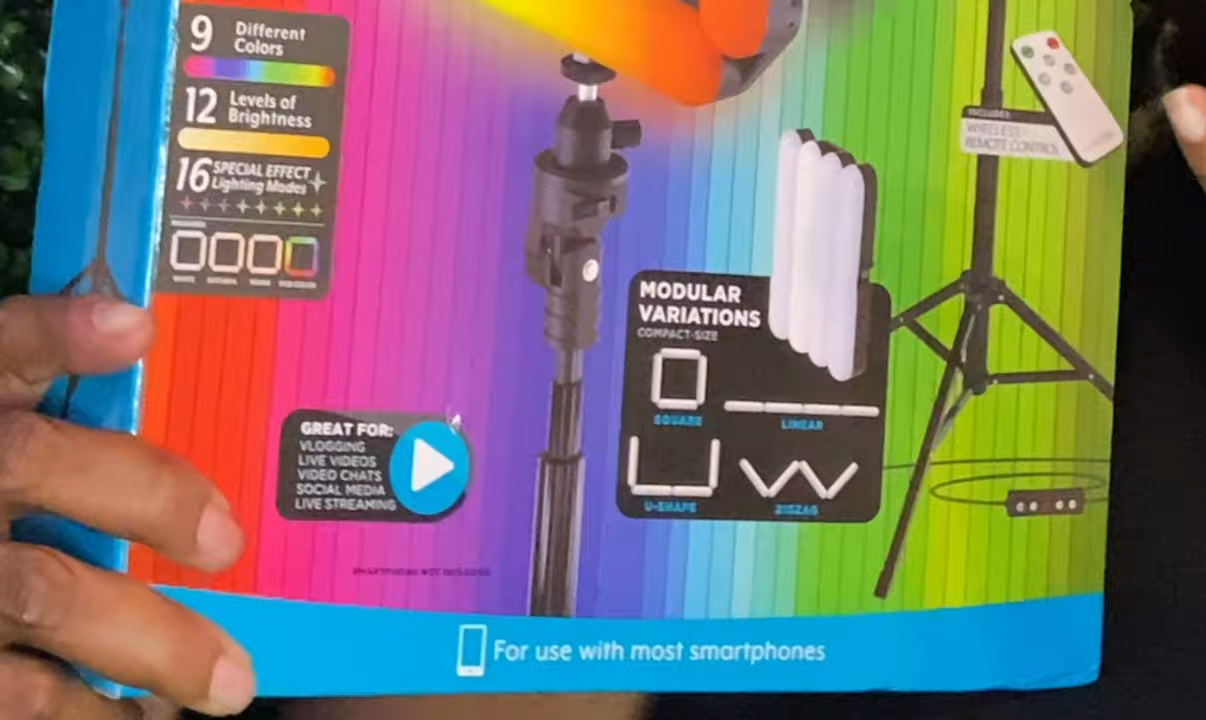 9 Different
Colors
12 Levels of
Brightness
16 SPECIAL EFFECT
Lighting Modes
INCLUDES
WIRELESS
REMOTE CONTROL
MODULAR
VARIATIONS
COMPACT-SIZE
SQUARE
LINEAR
U-SHAPE
ZIGZAG
GREAT FOR:
VLOGGING
LIVE VIDEOS
VIDEO CHATS
SOCIAL MEDIA
LIVE STREAMING
SMARTPHONE NOT INCLUDED
For use with most smartphones